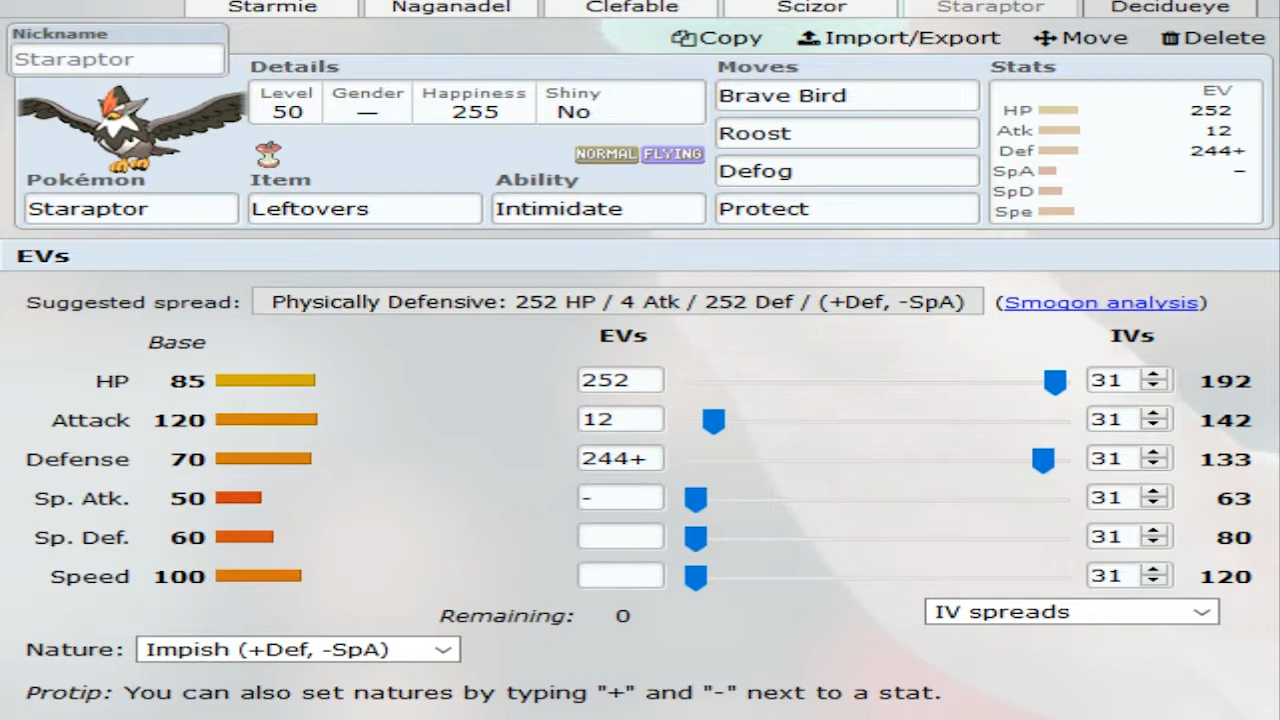 Starmie Naganadel Clefable Scizor Staraptor Decidueye
Copy Import/Export Move Delete
Nickname
Staraptor
Details
Level Gender Happiness Shiny
50 — 255 No
NORMAL FLYING
Pokémon Item Ability
Staraptor Leftovers Intimidate
Moves
Brave Bird
Roost
Defog
Protect
Stats
EV
HP 252
Atk 12
Def 244+
SpA -
SpD
Spe
EVs
Suggested spread: Physically Defensive: 252 HP / 4 Atk / 252 Def / (+Def, -SpA) (Smogon analysis)
Base EVs IVs
HP 85 252 31 192
Attack 120 12 31 142
Defense 70 244+ 31 133
Sp. Atk. 50 - 31 63
Sp. Def. 60 31 80
Speed 100 31 120
Remaining: 0 IV spreads
Nature: Impish (+Def, -SpA)
Protip: You can also set natures by typing "+" and "-" next to a stat.